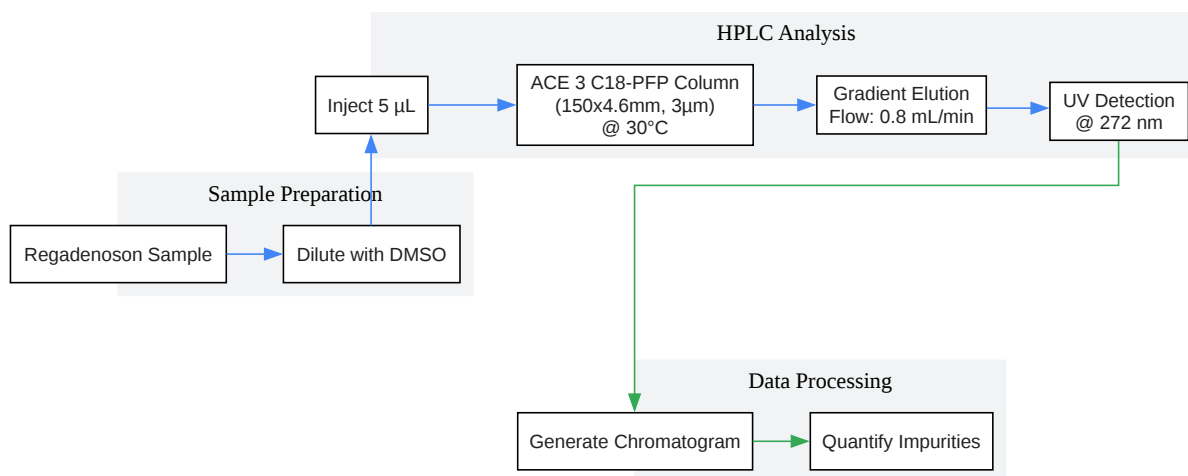 HPLC Analysis
Inject 5 µL
ACE 3 C18-PFP Column
(150x4.6mm, 3µm)
@ 30°C
Gradient Elution
Flow: 0.8 mL/min
UV Detection
@ 272 nm
Sample Preparation
Regadenoson Sample
Dilute with DMSO
Data Processing
Generate Chromatogram
Quantify Impurities